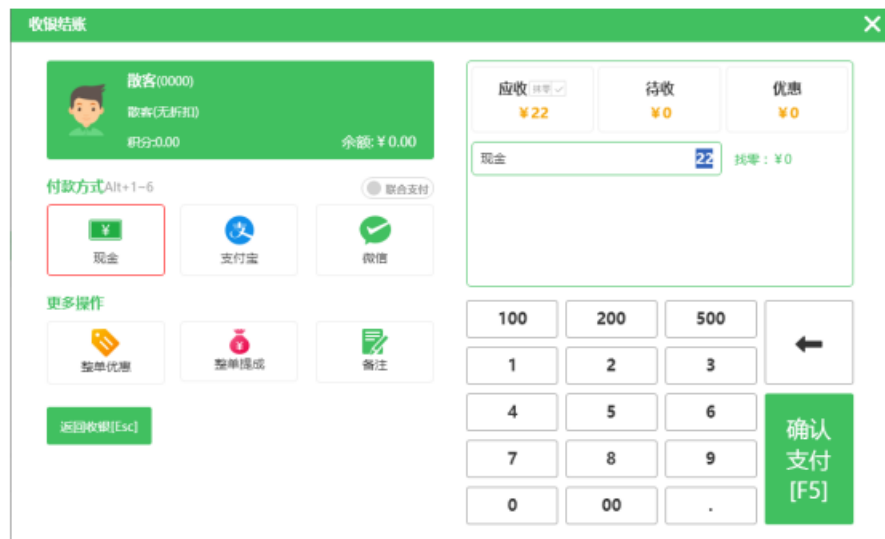 收银结账
散客(0000)
散客(无折扣)
积分:0.00
余额:¥0.00
付款方式Alt+1~6
联合支付
现金
支付宝
微信
更多操作
整单优惠
整单提成
备注
返回收银[Esc]
应收 抹零
待收
优惠
¥22
¥0
¥0
现金 22 找零：¥0
100 200 500
1 2 3
4 5 6
7 8 9
0 00 .
确认
支付
[F5]